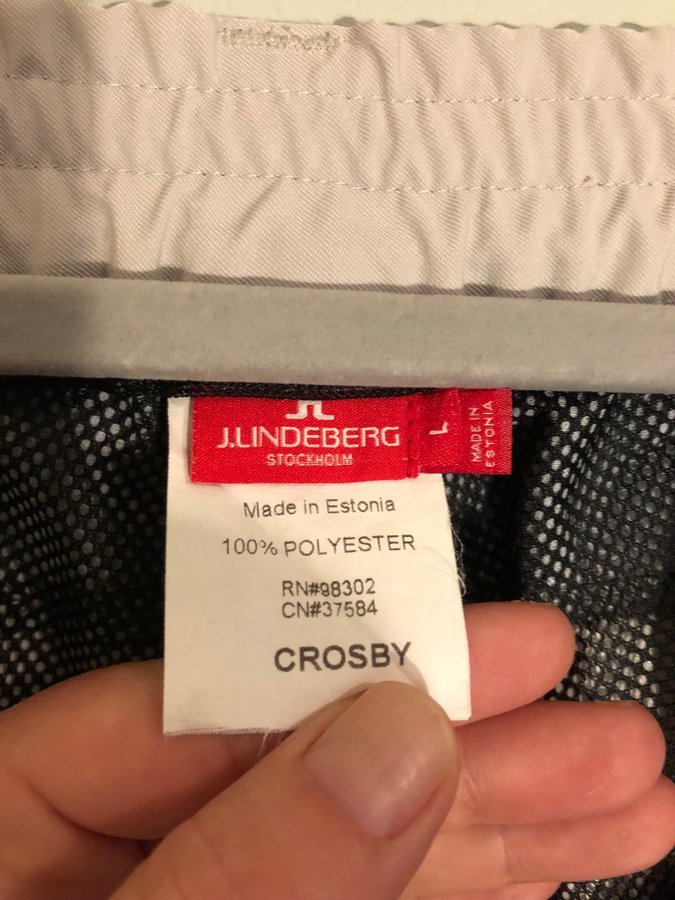 J.LINDEBERG
STOCKHOLM
L
MADE IN
ESTONIA
Made in Estonia
100% POLYESTER
RN#98302
CN#37584
CROSBY